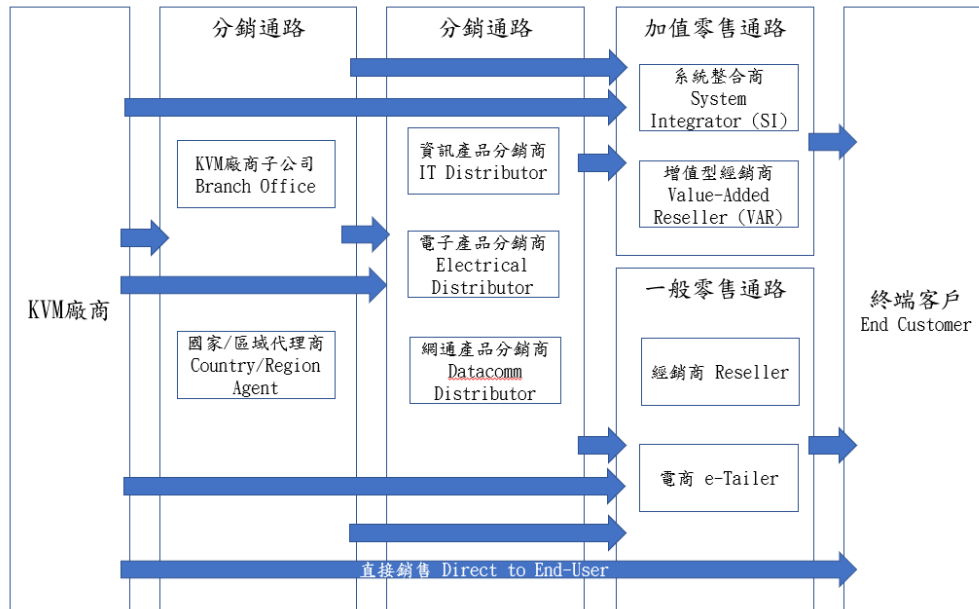 KVM廠商
分銷通路
KVM廠商子公司
Branch Office
國家/區域代理商
Country/Region
Agent
分銷通路
資訊產品分銷商
IT Distributor
電子產品分銷商
Electrical
Distributor
網通產品分銷商
Datacomm
Distributor
加值零售通路
系統整合商
System
Integrator (SI)
增值型經銷商
Value-Added
Reseller (VAR)
一般零售通路
經銷商 Reseller
電商 e-Tailer
終端客戶
End Customer
直接銷售 Direct to End-User